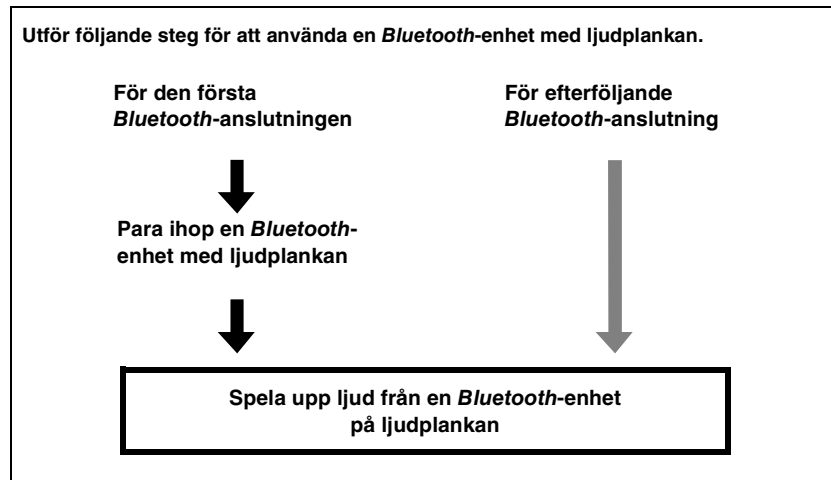 Utför följande steg för att använda en Bluetooth-enhet med ljudplankan.
För den första
Bluetooth-anslutningen
Para ihop en Bluetooth-
enhet med ljudplankan
För efterföljande
Bluetooth-anslutning
Spela upp ljud från en Bluetooth-enhet
på ljudplankan